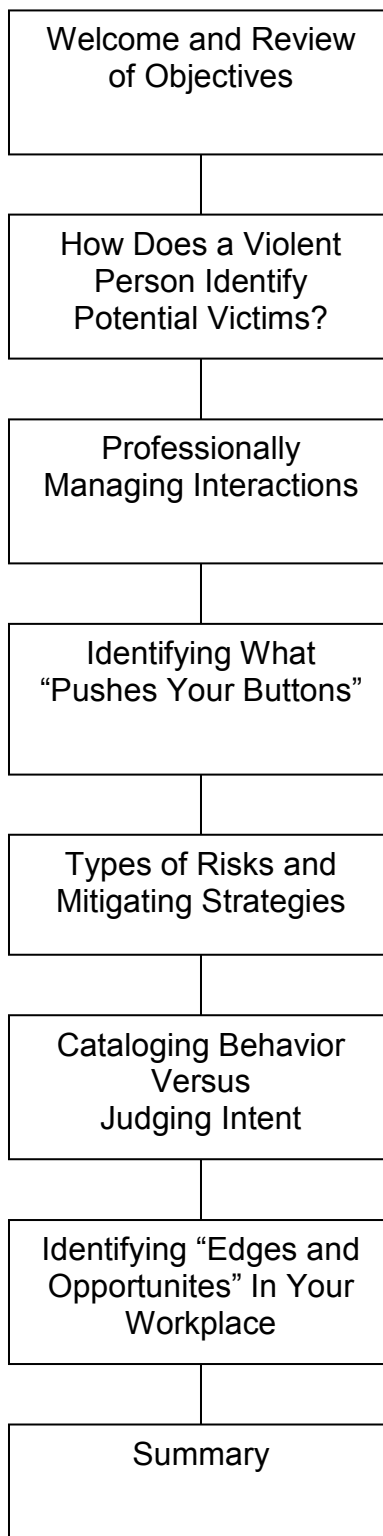 Welcome and Review
of Objectives
How Does a Violent
Person Identify
Potential Victims?
Professionally
Managing Interactions
Identifying What
“Pushes Your Buttons”
Types of Risks and
Mitigating Strategies
Cataloging Behavior
Versus
Judging Intent
Identifying “Edges and
Opportunites” In Your
Workplace
Summary